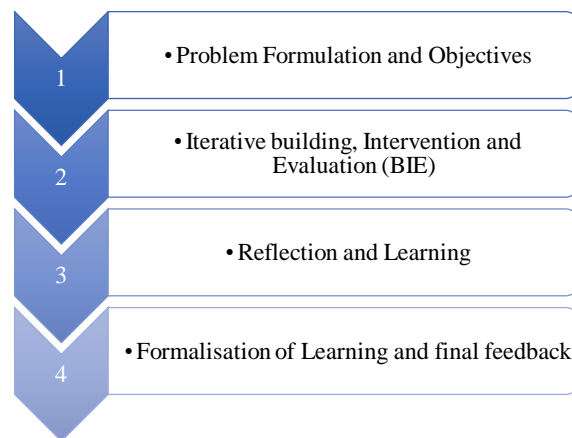 1
• Problem Formulation and Objectives
2
• Iterative building, Intervention and
Evaluation (BIE)
3
• Reflection and Learning
4
• Formalisation of Learning and final feedback